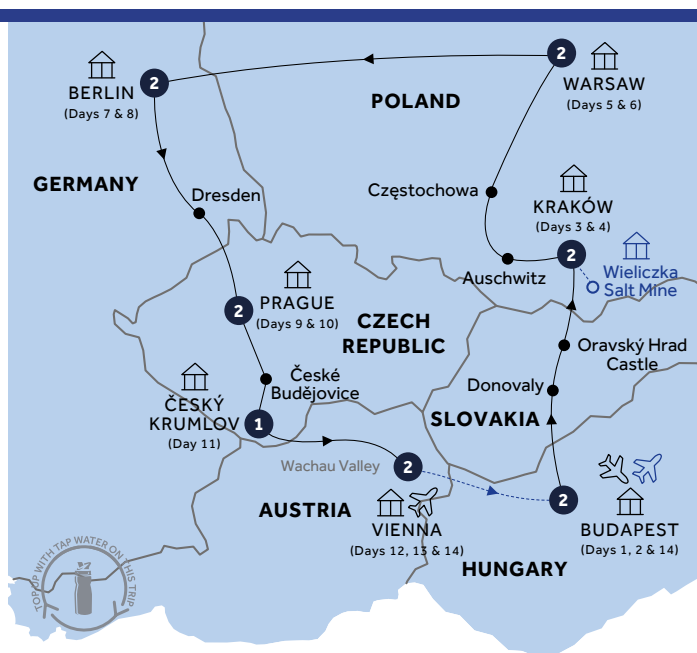 2
WARSAW
(Days 5 & 6)
2
BERLIN
(Days 7 & 8)
POLAND
GERMANY
Dresden
Częstochowa
KRAKÓW
(Days 3 & 4)
2
Auschwitz
Wieliczka
Salt Mine
2
PRAGUE
(Days 9 & 10)
CZECH
REPUBLIC
Oravský Hrad
Castle
České
Budějovice
Donovaly
ČESKÝ
KRUMLOV
(Day 11)
1
SLOVAKIA
Wachau Valley
2
2
AUSTRIA
VIENNA
(Days 12, 13 & 14)
BUDAPEST
(Days 1, 2 & 14)
HUNGARY
TOP UP WITH TAP WATER ON THIS TRIP